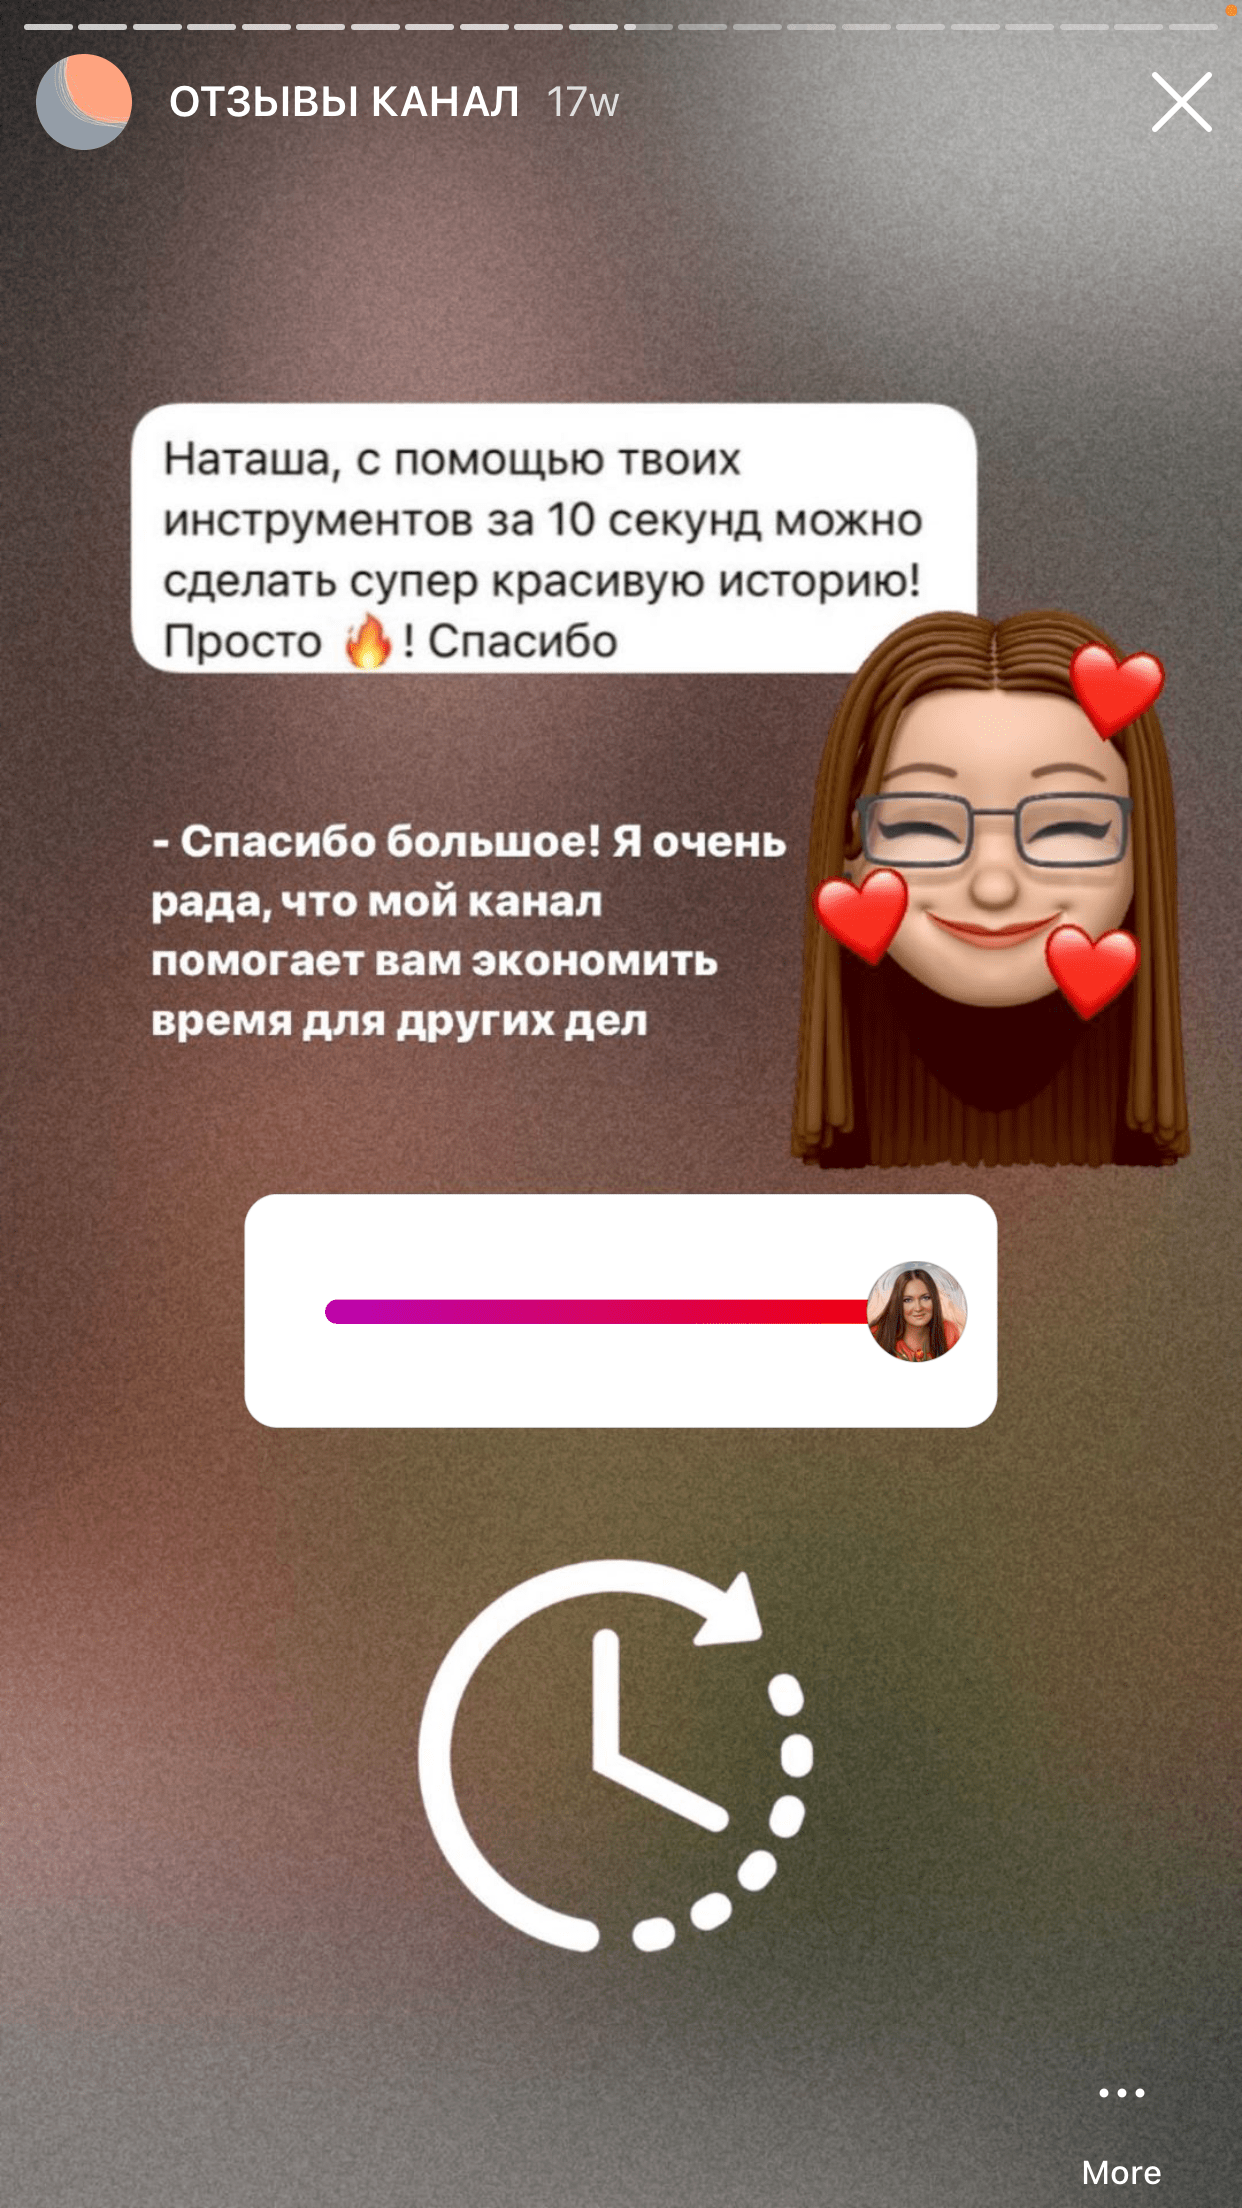 ОТЗЫВЫ КАНАЛ 17w
Наташа, с помощью твоих
инструментов за 10 секунд можно
сделать супер красивую историю!
Просто 🔥! Спасибо
- Спасибо большое! Я очень
рада, что мой канал
помогает вам экономить
время для других дел
More